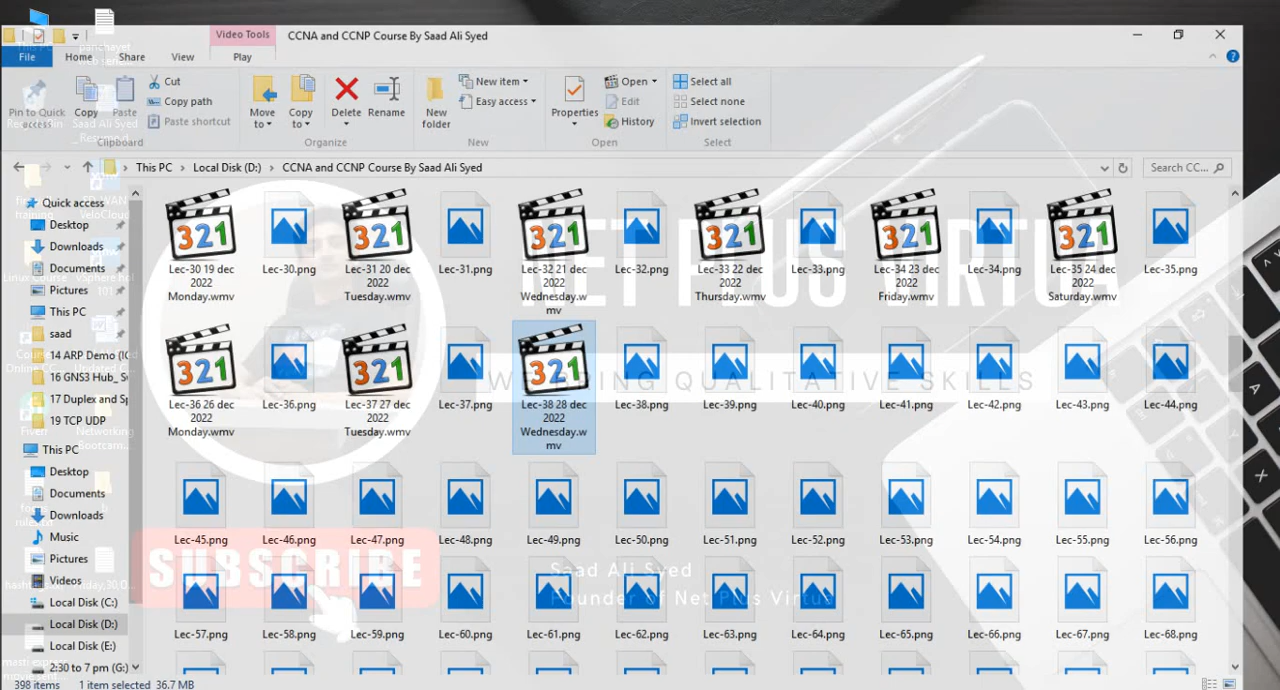 Video Tools
CCNA and CCNP Course By Saad Ali Syed
File
Home
Share
View
Play
Pin to Quick
access
Copy
Paste
Cut
Copy path
Paste shortcut
Clipboard
Move
to
Copy
to
Delete
Rename
Organize
New
folder
New item
Easy access
New
Properties
Open
Edit
History
Open
Select all
Select none
Invert selection
Select
This PC > Local Disk (D:) > CCNA and CCNP Course By Saad Ali Syed
Search CC...
Quick access
Desktop
Downloads
Documents
Pictures
This PC
saad
14 ARP Demo (IC
16 GNS3 Hub_ S
17 Duplex and Sp
19 TCP UDP
This PC
Desktop
Documents
Downloads
Music
Pictures
Videos
Local Disk (C:)
Local Disk (D:)
Local Disk (E:)
2:30 to 7 pm (G:)
Lec-30 19 dec
2022
Monday.wmv
Lec-30.png
Lec-31 20 dec
2022
Tuesday.wmv
Lec-31.png
Lec-32 21 dec
2022
Wednesday.w
mv
Lec-32.png
Lec-33 22 dec
2022
Thursday.wmv
Lec-33.png
Lec-34 23 dec
2022
Friday.wmv
Lec-34.png
Lec-35 24 dec
2022
Saturday.wmv
Lec-35.png
NET PLUS VIRTUA
Lec-36 26 dec
2022
Monday.wmv
Lec-36.png
Lec-37 27 dec
2022
Tuesday.wmv
Lec-37.png
Lec-38 28 dec
2022
Wednesday.w
mv
Lec-38.png
Lec-39.png
Lec-40.png
Lec-41.png
Lec-42.png
Lec-43.png
Lec-44.png
WE BRING QUALITATIVE SKILLS
Lec-45.png
Lec-46.png
Lec-47.png
Lec-48.png
Lec-49.png
Lec-50.png
Lec-51.png
Lec-52.png
Lec-53.png
Lec-54.png
Lec-55.png
Lec-56.png
SUBSCRIBE
Saad Ali Syed
Founder of Net Plus Virtua
Lec-57.png
Lec-58.png
Lec-59.png
Lec-60.png
Lec-61.png
Lec-62.png
Lec-63.png
Lec-64.png
Lec-65.png
Lec-66.png
Lec-67.png
Lec-68.png
398 items
1 item selected 36.7 MB